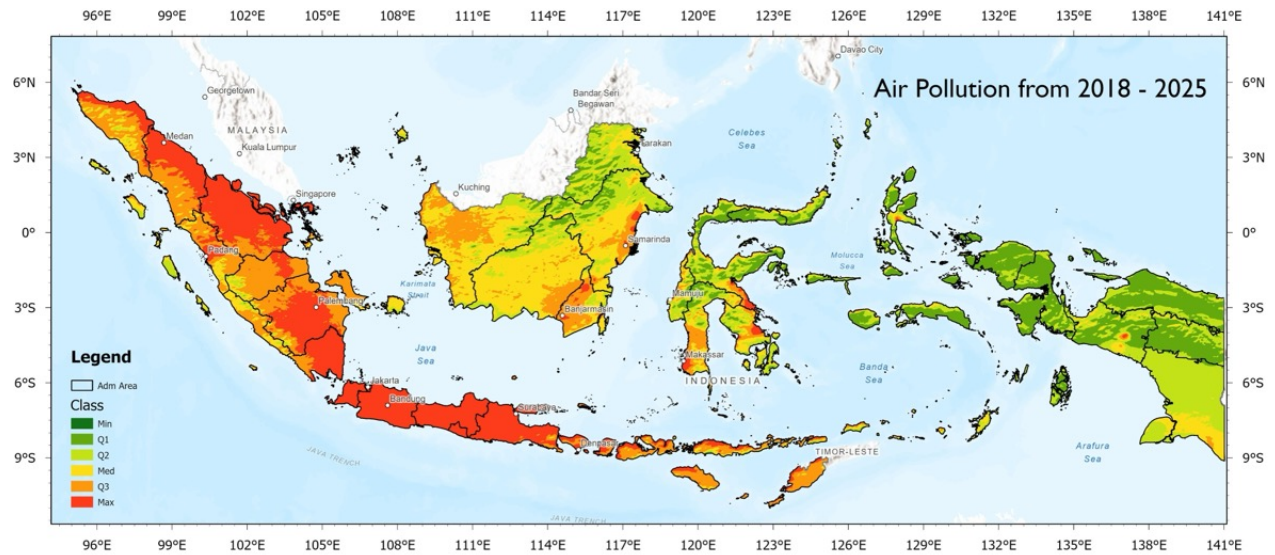 96°E 99°E 102°E 105°E 108°E 111°E 114°E 117°E 120°E 123°E 126°E 129°E 132°E 135°E 138°E 141°E
Davao City
6°N 6°N
Georgetown
Air Pollution from 2018 - 2025
Bandar Seri
Begawan
MALAYSIA
Medan
Celebes
Sea
Tarakan
Kuala Lumpur
3°N 3°N
Kuching
Singapore
0° 0°
Samarinda
Padang
Molucca
Sea
Karimata
Strait
Mamuju
3°S 3°S
Palembang
Banjarmasin
Java
Sea
Makassar
Legend
Banda
Sea
INDONESIA
6°S 6°S
Adm Area
Jakarta
Class
Bandung
Surabaya
Min
Q1
Denpasar
Q2
TIMOR-LESTE
Arafura
Sea
JAVA TRENCH
Med
9°S 9°S
Q3
Max
JAVA TRENCH
96°E 99°E 102°E 105°E 108°E 111°E 114°E 117°E 120°E 123°E 126°E 129°E 132°E 135°E 138°E 141°E